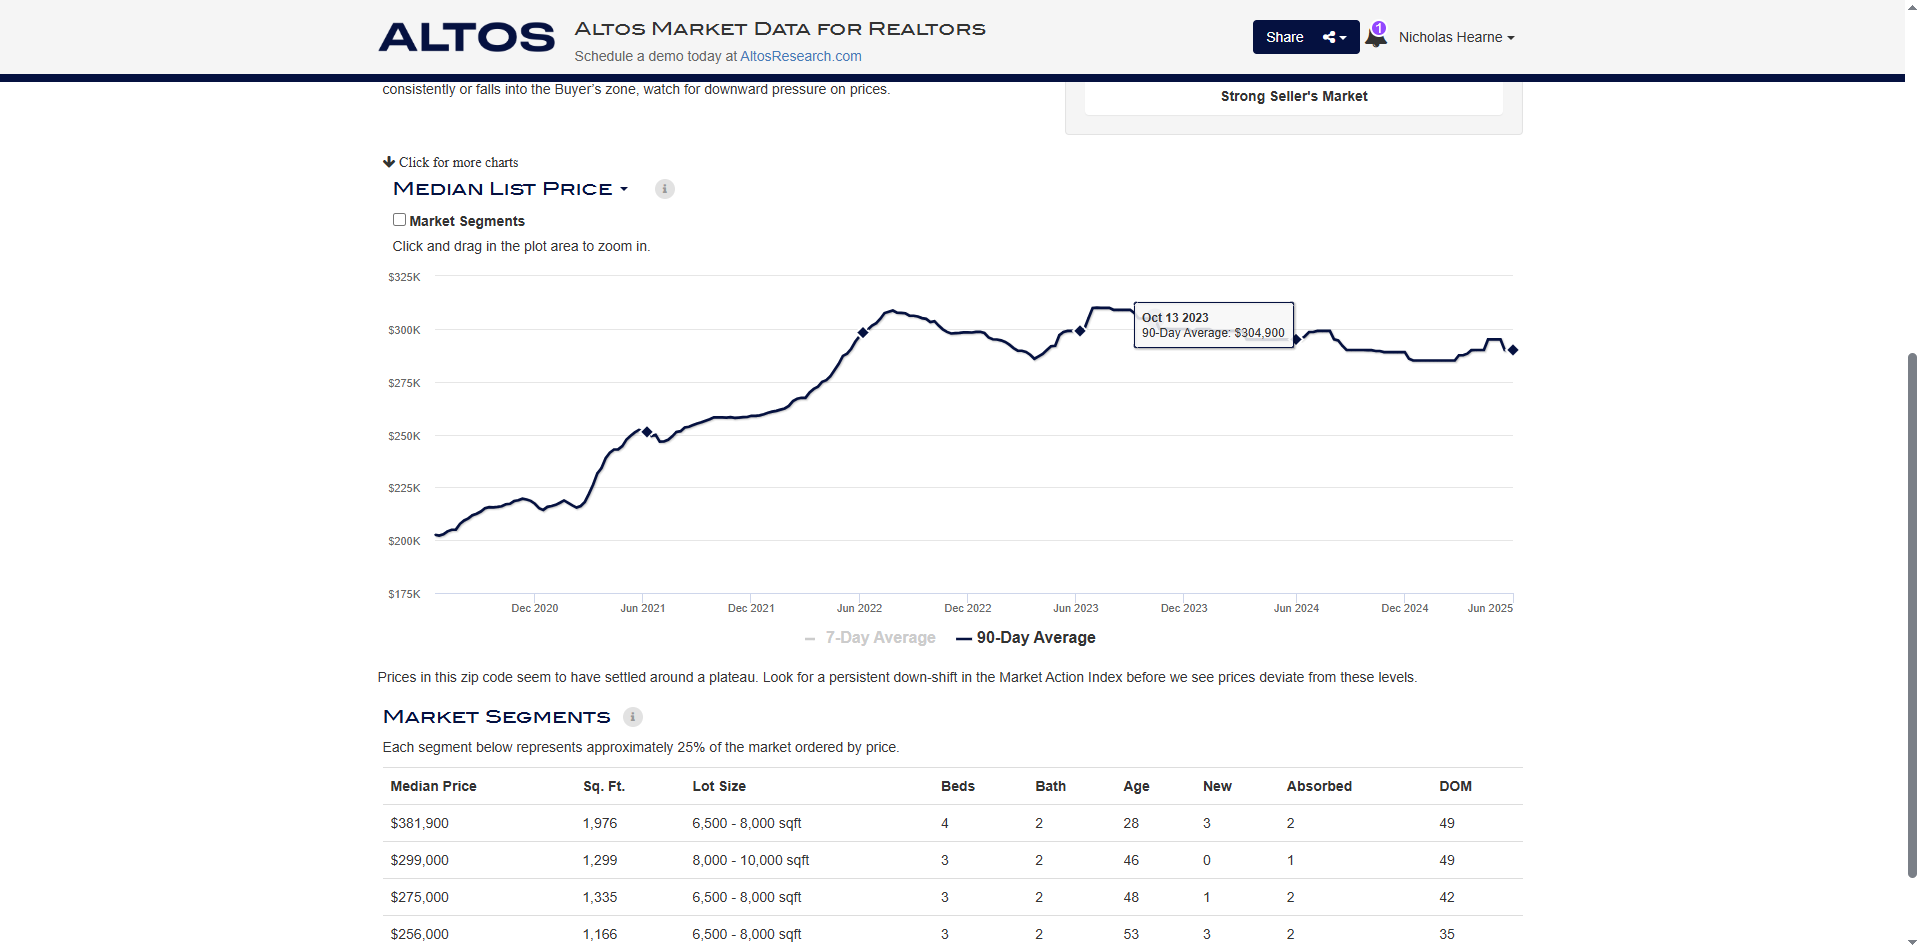 ALTOS
Altos Market Data for Realtors
Schedule a demo today at AltosResearch.com
Share
1
Nicholas Hearne
consistently or falls into the Buyer's zone, watch for downward pressure on prices.
Strong Seller's Market
Click for more charts
Median List Price
i
Market Segments
Click and drag in the plot area to zoom in.
$325K
$300K
$275K
$250K
$225K
$200K
$175K
Oct 13 2023
90-Day Average: $304,900
Dec 2020 Jun 2021 Dec 2021 Jun 2022 Dec 2022 Jun 2023 Dec 2023 Jun 2024 Dec 2024 Jun 2025
7-Day Average 90-Day Average
Prices in this zip code seem to have settled around a plateau. Look for a persistent down-shift in the Market Action Index before we see prices deviate from these levels.
Market Segments i
Each segment below represents approximately 25% of the market ordered by price.
Median Price Sq. Ft. Lot Size Beds Bath Age New Absorbed DOM
$381,900 1,976 6,500 - 8,000 sqft 4 2 28 3 2 49
$299,000 1,299 8,000 - 10,000 sqft 3 2 46 0 1 49
$275,000 1,335 6,500 - 8,000 sqft 3 2 48 1 2 42
$256,000 1,166 6,500 - 8,000 sqft 3 2 53 3 2 35